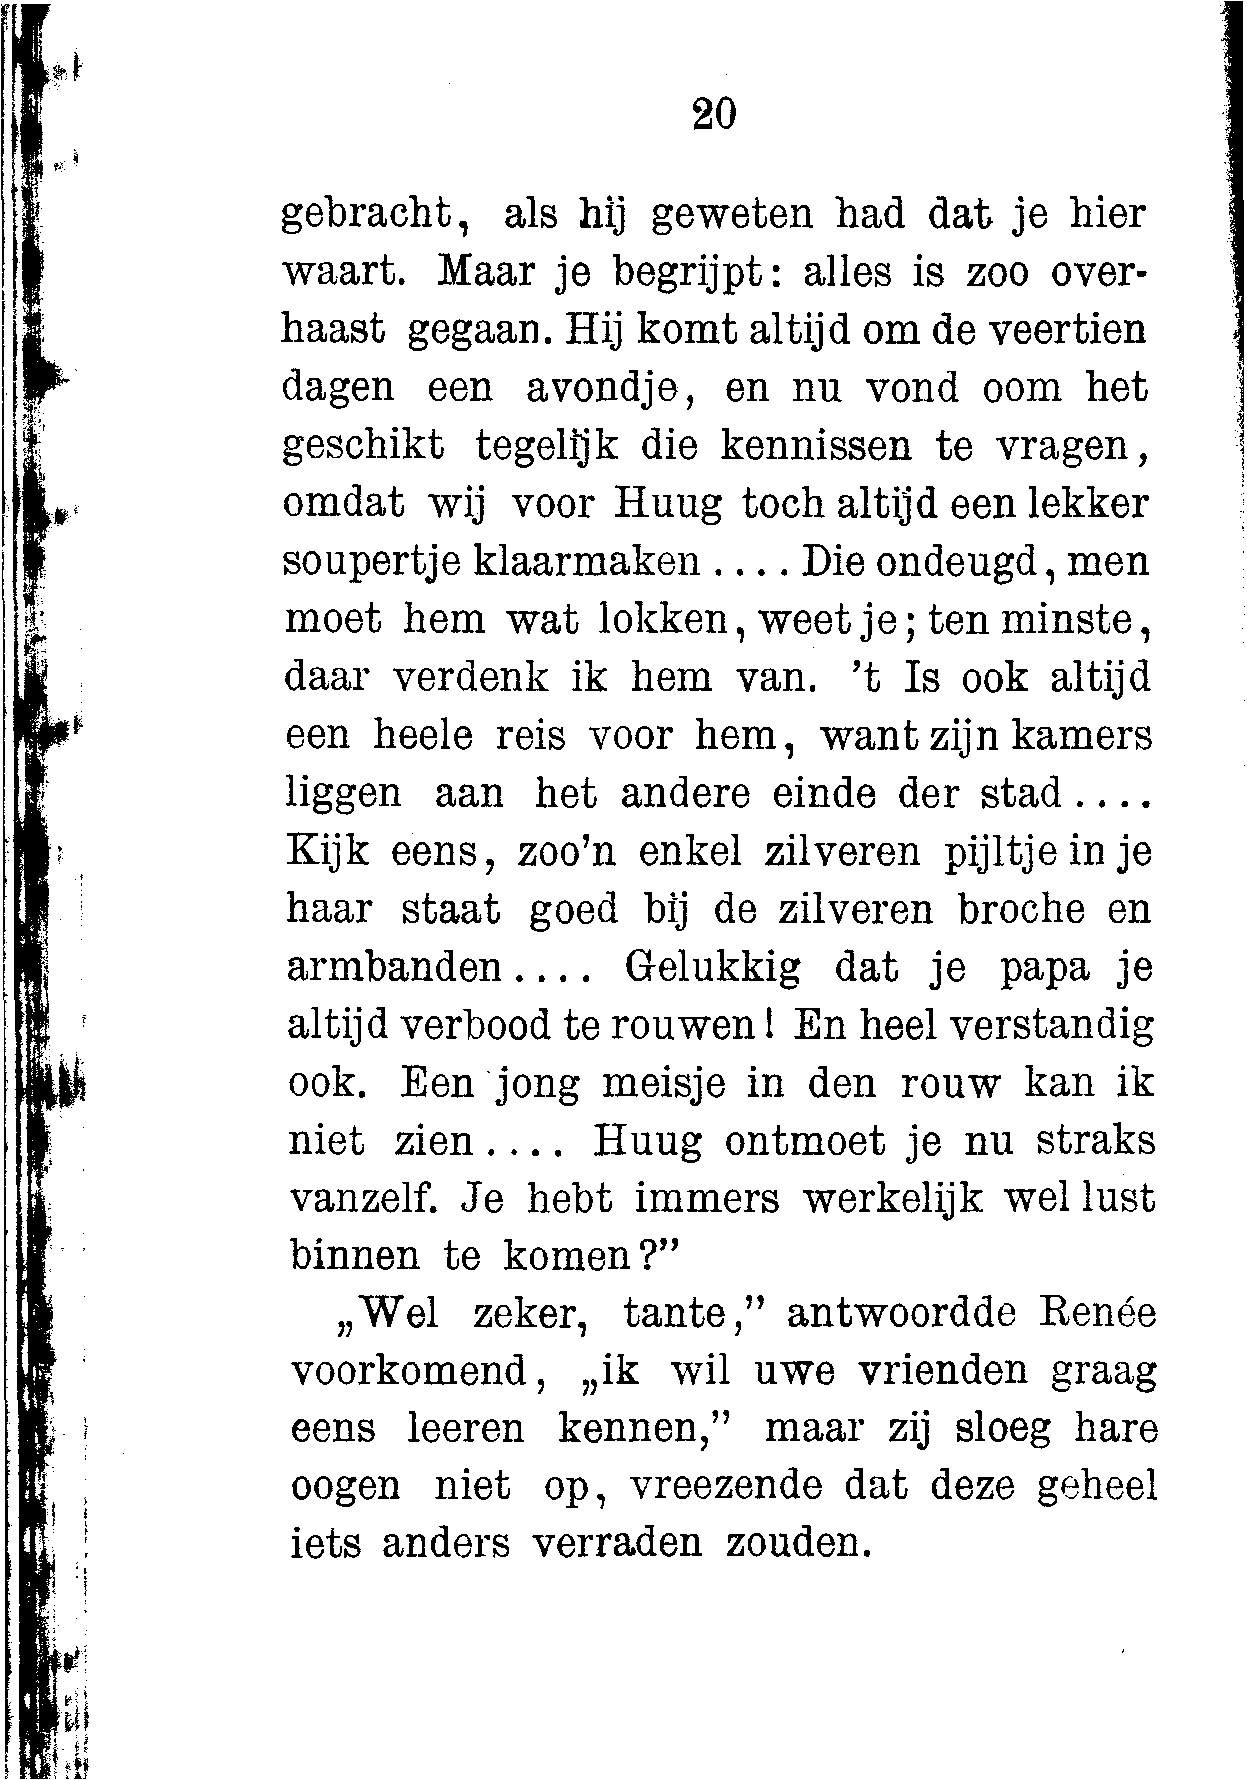 20
gebracht, als hij geweten had dat je hier
waart. Maar je begrijpt: alles is zoo over-
haast gegaan. Hij komt altijd om de veertien
dagen een avondje, en nu vond oom het
geschikt tegelijk die kennissen te vragen,
omdat wij voor Huug toch altijd een lekker
soupertje klaarmaken .... Die ondeugd, men
moet hem wat lokken, weet je; ten minste,
daar verdenk ik hem van. 't Is ook altijd
een heele reis voor hem, want zijn kamers
liggen aan het andere einde der stad ....
Kijk eens, zoo'n enkel zilveren pijltje in je
haar staat goed bij de zilveren broche en
armbanden .... Gelukkig dat je papa je
altijd verbood te rouwen! En heel verstandig
ook. Een jong meisje in den rouw kan ik
niet zien .... Huug ontmoet je nu straks
vanzelf. Je hebt immers werkelijk wel lust
binnen te komen?”
„Wel zeker, tante,” antwoordde Renée
voorkomend, „ik wil uwe vrienden graag
eens leeren kennen,” maar zij sloeg hare
oogen niet op, vreezende dat deze geheel
iets anders verraden zouden.